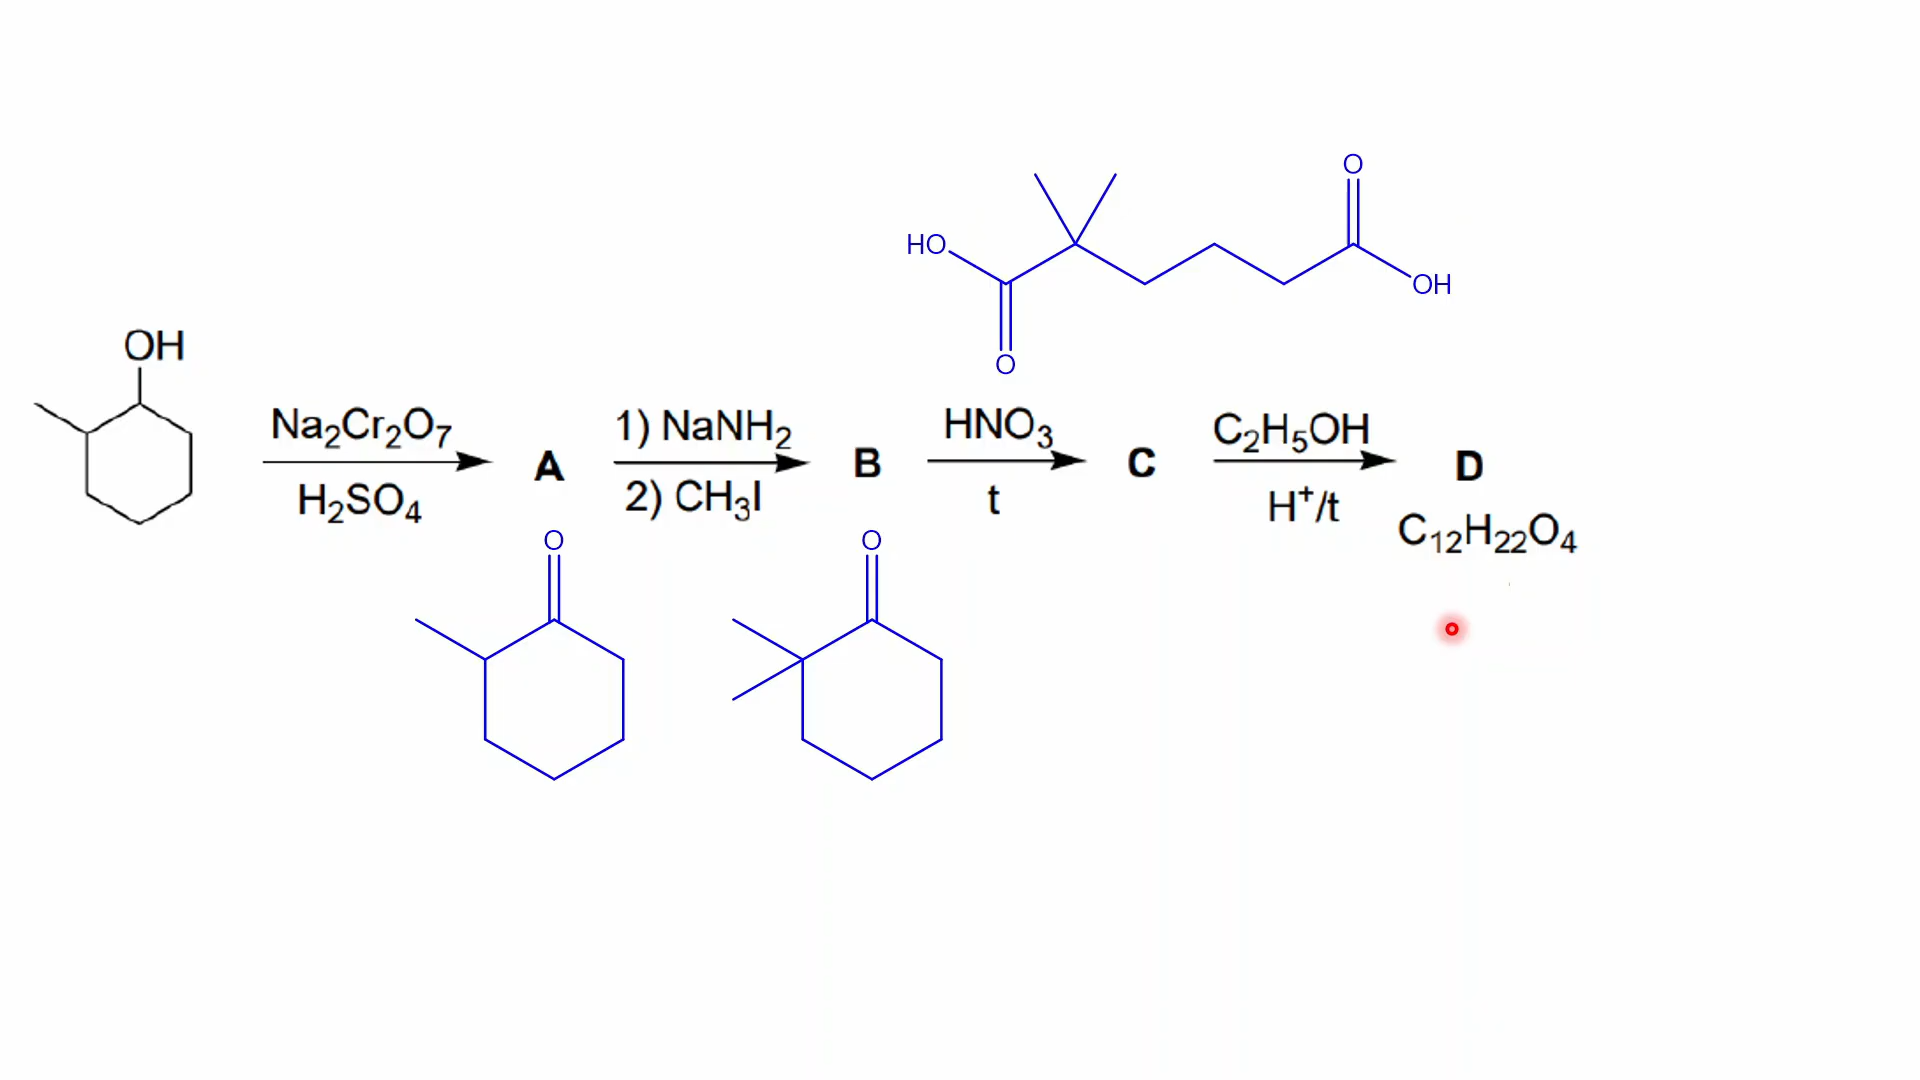 O
HO
OH
O
OH
Na2Cr2O7
H2SO4
A
1) NaNH2
2) CH3I
B
HNO3
t
C
C2H5OH
H+/t
D
C12H22O4
O
O